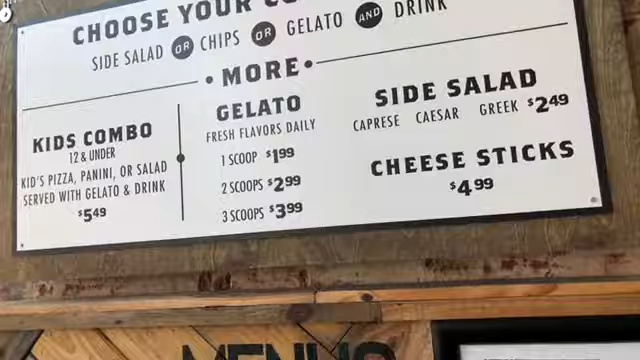 CHOOSE YOUR
SIDE SALAD OR CHIPS OR GELATO AND DRINK
• MORE •
KIDS COMBO
12 & UNDER
KID'S PIZZA, PANINI, OR SALAD
SERVED WITH GELATO & DRINK
$5.49
GELATO
FRESH FLAVORS DAILY
1 SCOOP $1.99
2 SCOOPS $2.99
3 SCOOPS $3.99
SIDE SALAD
CAPRESE CAESAR GREEK $2.49
CHEESE STICKS
$4.99
MENUS